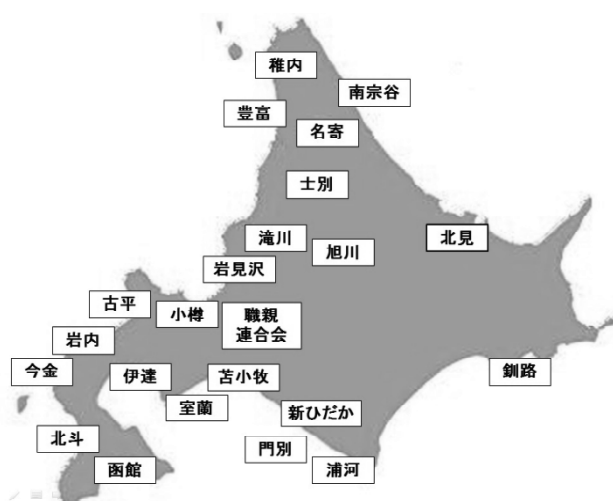 稚内
南宗谷
豊富
名寄
士別
滝川
旭川
北見
岩見沢
古平
小樽
職親
連合会
岩内
今金
伊達
苫小牧
釧路
室蘭
新ひだか
北斗
門別
函館
浦河